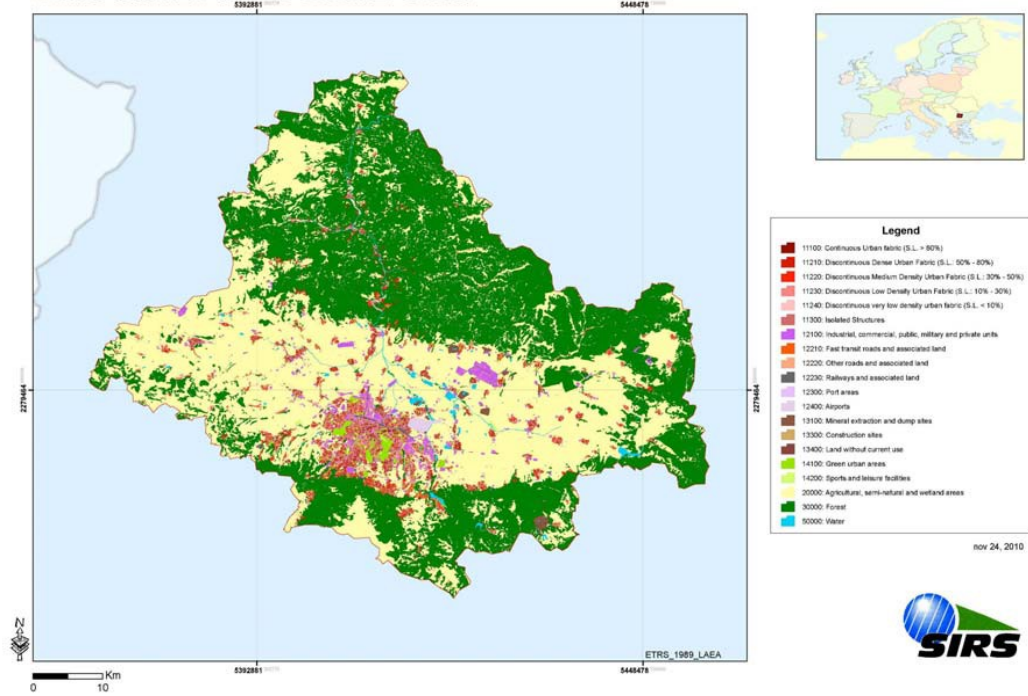 5392881
5448478
2279464
2279464
Legend
11100: Continuous Urban fabric (S.L. > 80%)
11210: Discontinuous Dense Urban Fabric (S.L.: 50% - 80%)
11220: Discontinuous Medium Density Urban Fabric (S.L.: 30% - 50%)
11230: Discontinuous Low Density Urban Fabric (S.L.: 10% - 30%)
11240: Discontinuous very low density urban fabric (S.L. < 10%)
11300: Isolated Structures
12100: Industrial, commercial, public, military and private units
12210: Fast transit roads and associated land
12220: Other roads and associated land
12230: Railways and associated land
12300: Port areas
12400: Airports
13100: Mineral extraction and dump sites
13300: Construction sites
13400: Land without current use
14100: Green urban areas
14200: Sports and leisure facilities
20000: Agricultural, semi-natural and wetland areas
30000: Forest
50000: Water
nov 24, 2010
SIRS
N
ETRS_1989_LAEA
5392881
5448478
Km
0 10